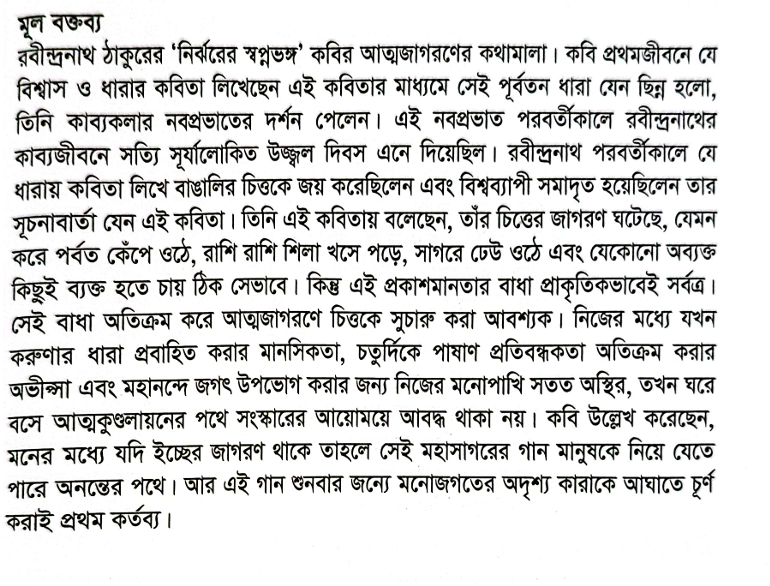 মূল বক্তব্য
রবীন্দ্রনাথ ঠাকুরের ‘নির্ঝরের স্বপ্নভঙ্গ’ কবির আত্মজাগরণের কথামালা। কবি প্রথমজীবনে যে
বিশ্বাস ও ধারার কবিতা লিখেছেন এই কবিতার মাধ্যমে সেই পূর্বতন ধারা যেন ছিন্ন হলো,
তিনি কাব্যকলার নবপ্রভাতের দর্শন পেলেন। এই নবপ্রভাত পরবর্তীকালে রবীন্দ্রনাথের
কাব্যজীবনে সত্যি সূর্যালোকিত উজ্জ্বল দিবস এনে দিয়েছিল। রবীন্দ্রনাথ পরবর্তীকালে যে
ধারায় কবিতা লিখে বাঙালির চিত্তকে জয় করেছিলেন এবং বিশ্বব্যাপী সমাদৃত হয়েছিলেন তার
সূচনাবার্তা যেন এই কবিতা। তিনি এই কবিতায় বলেছেন, তাঁর চিত্তের জাগরণ ঘটেছে, যেমন
করে পর্বত কেঁপে ওঠে, রাশি রাশি শিলা খসে পড়ে, সাগরে ঢেউ ওঠে এবং যেকোনো অব্যক্ত
কিছুই ব্যক্ত হতে চায় ঠিক সেভাবে। কিন্তু এই প্রকাশমানতার বাধা প্রাকৃতিকভাবেই সর্বত্র।
সেই বাধা অতিক্রম করে আত্মজাগরণে চিত্তকে সুচারু করা আবশ্যক। নিজের মধ্যে যখন
করুণার ধারা প্রবাহিত করার মানসিকতা, চতুর্দিকে পাষাণ প্রতিবন্ধকতা অতিক্রম করার
অভীপ্সা এবং মহানন্দে জগৎ উপভোগ করার জন্য নিজের মনোপাখি সতত অস্থির, তখন ঘরে
বসে আত্মকুণ্ডলায়নের পথে সংস্কারের আয়োময়ে আবদ্ধ থাকা নয়। কবি উল্লেখ করেছেন,
মনের মধ্যে যদি ইচ্ছের জাগরণ থাকে তাহলে সেই মহাসাগরের গান মানুষকে নিয়ে যেতে
পারে অনন্তের পথে। আর এই গান শুনবার জন্যে মনোজগতের অদৃশ্য কারাকে আঘাতে চূর্ণ
করাই প্রথম কর্তব্য।